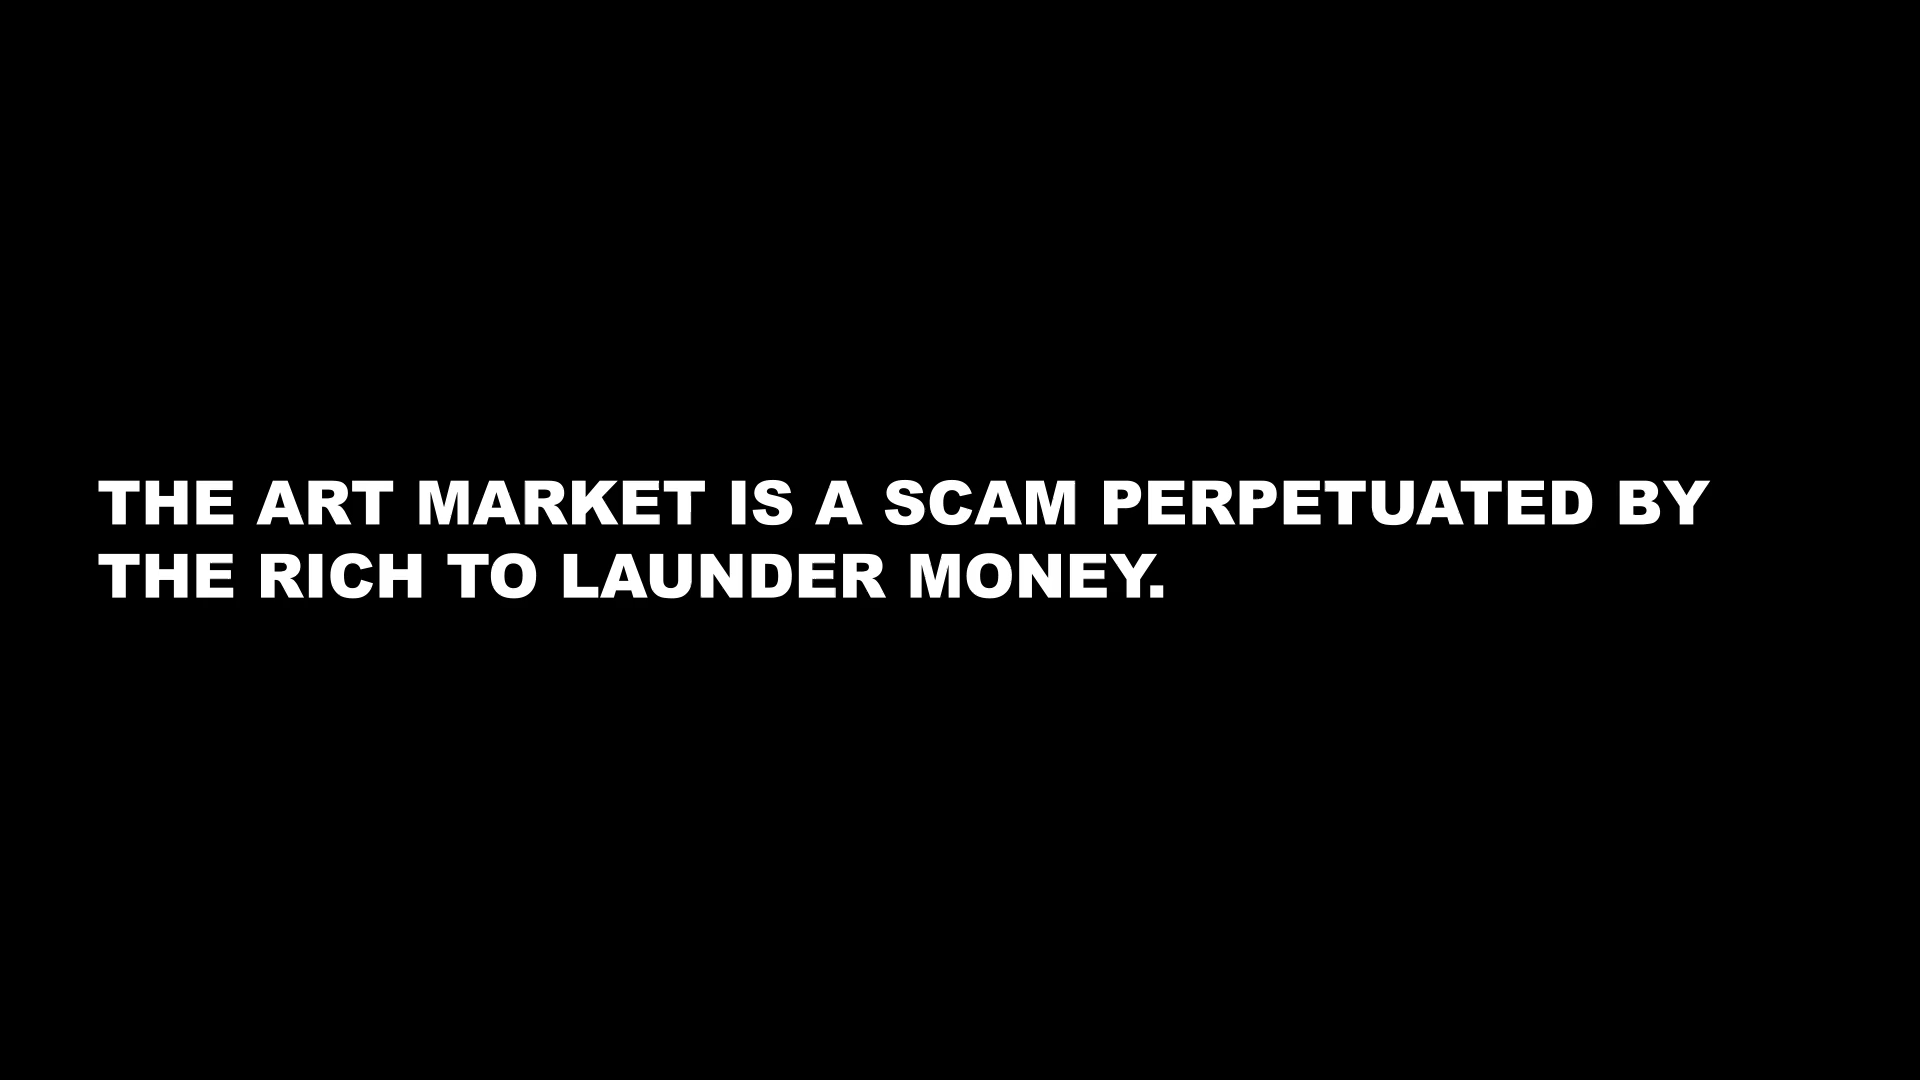 THE ART MARKET IS A SCAM PERPETUATED BY
THE RICH TO LAUNDER MONEY.